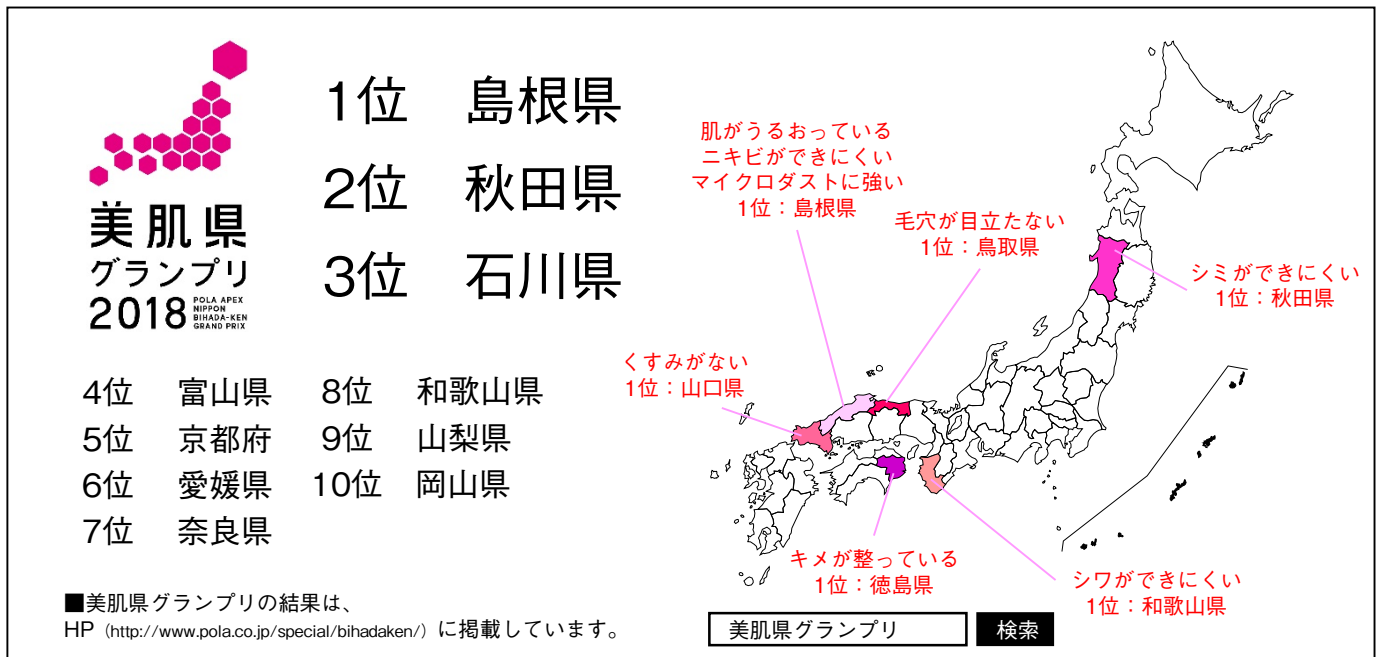 美肌県
グランプリ
2018
POLA APEX
NIPPON
BIHADA-KEN
GRAND PRIX
1位 島根県
2位 秋田県
3位 石川県
4位 富山県
5位 京都府
6位 愛媛県
7位 奈良県
8位 和歌山県
9位 山梨県
10位 岡山県
肌がうるおっている
ニキビができにくい
マイクロダストに強い
1位：島根県
毛穴が目立たない
1位：鳥取県
シミができにくい
1位：秋田県
くすみがない
1位：山口県
キメが整っている
1位：徳島県
シワができにくい
1位：和歌山県
■美肌県グランプリの結果は、
HP（http://www.pola.co.jp/special/bihadaken/）に掲載しています。
美肌県グランプリ 検索